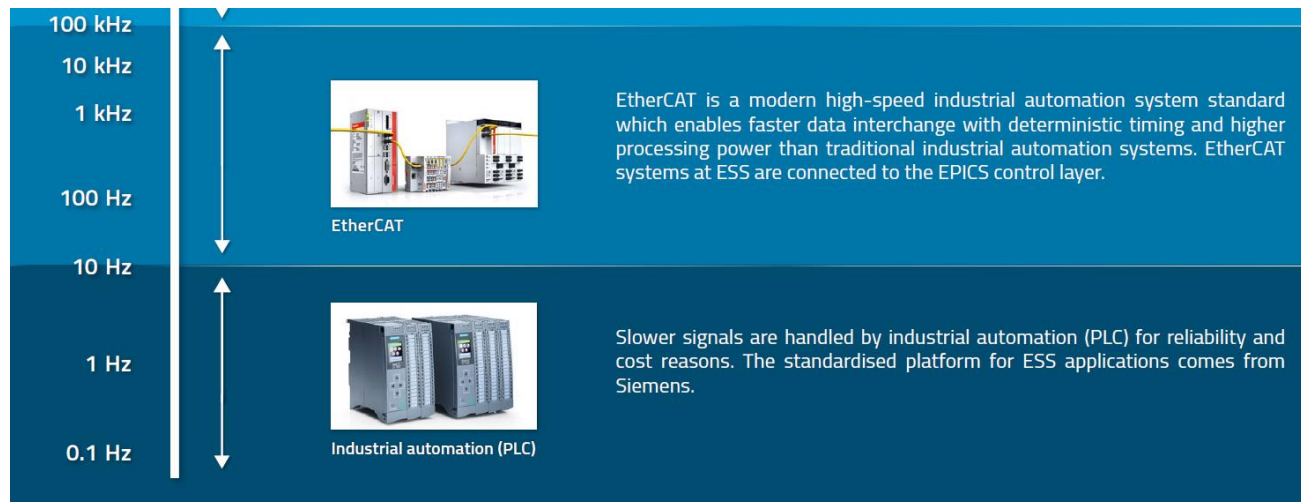 100 kHz
10 kHz
1 kHz
100 Hz
10 Hz
1 Hz
0.1 Hz
EtherCAT
EtherCAT is a modern high-speed industrial automation system standard
which enables faster data interchange with deterministic timing and higher
processing power than traditional industrial automation systems. EtherCAT
systems at ESS are connected to the EPICS control layer.
Industrial automation (PLC)
Slower signals are handled by industrial automation (PLC) for reliability and
cost reasons. The standardised platform for ESS applications comes from
Siemens.